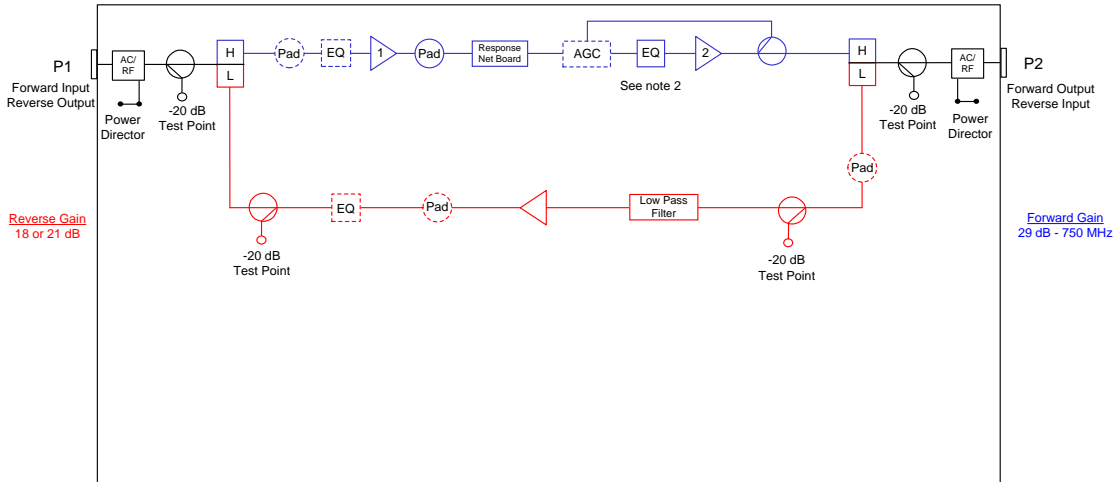 P1
Forward Input
Reverse Output
AC/
RF
Power
Director
-20 dB
Test Point
H
L
Pad
EQ
1
Pad
Response
Net Board
AGC
EQ
2
See note 2
H
L
-20 dB
Test Point
AC/
RF
Power
Director
P2
Forward Output
Reverse Input
Pad
Reverse Gain
18 or 21 dB
-20 dB
Test Point
EQ
Pad
Low Pass
Filter
-20 dB
Test Point
Forward Gain
29 dB - 750 MHz